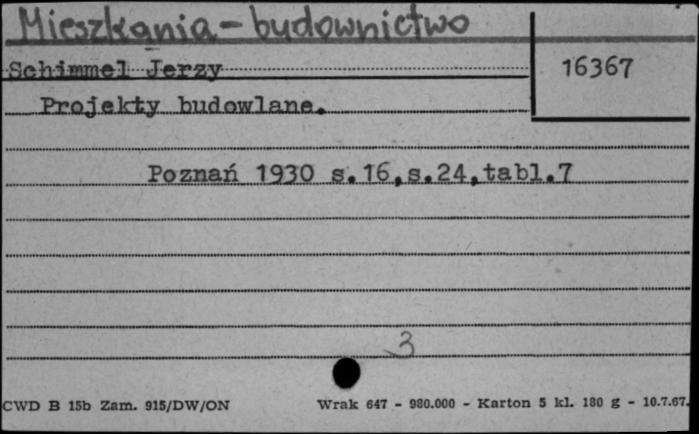 Mieszkania - budownictwo
Schimmel Jerzy
16367
Projekty budowlane.
Poznań 1930 s.16,s.24,tabl.7
3
CWD B 15b Zam. 915/DW/ON Wrak 647 - 980.000 - Karton 5 kl. 180 g - 10.7.67.